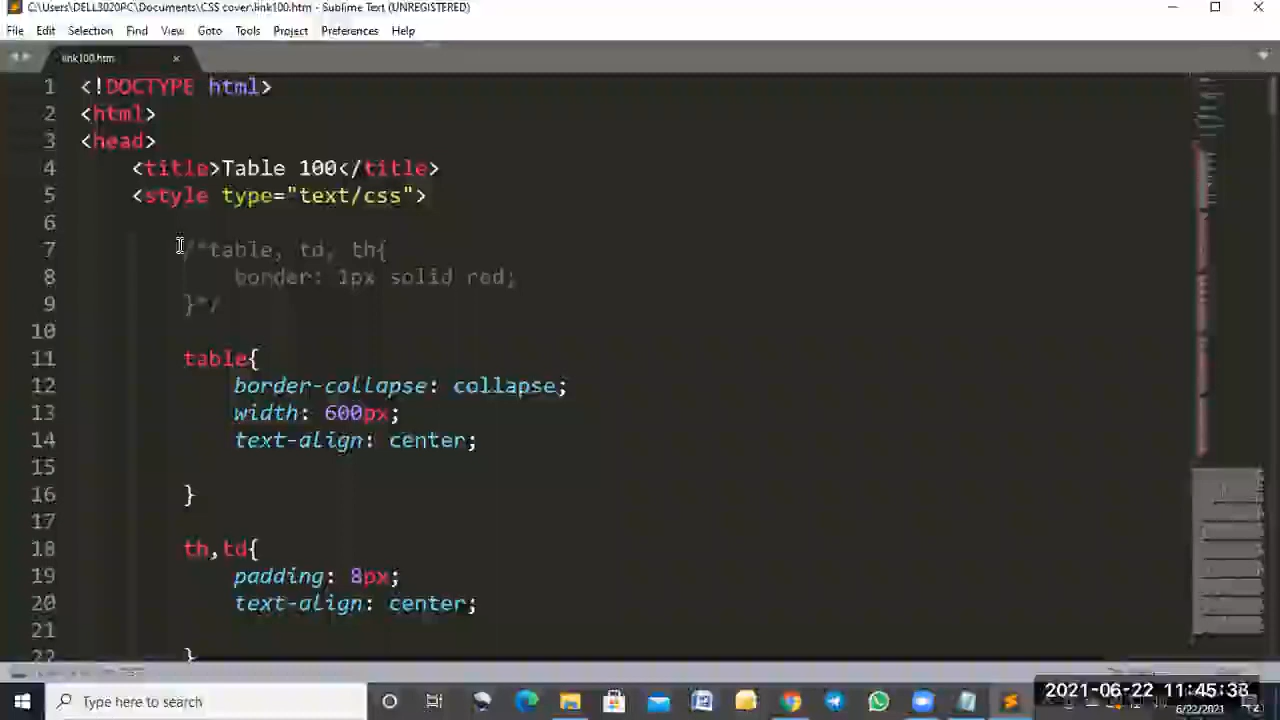 C:\Users\DELL3020PC\Documents\CSS cover\link100.htm - Sublime Text (UNREGISTERED)
File Edit Selection Find View Goto Tools Project Preferences Help
link100.htm ×
1 <!DOCTYPE html>
2 <html>
3 <head>
4 <title>Table 100</title>
5 <style type="text/css">
6
7 /*table, td, th{
8 border: 1px solid red;
9 }*/
10
11 table{
12 border-collapse: collapse;
13 width: 600px;
14 text-align: center;
15
16 }
17
18 th,td{
19 padding: 8px;
20 text-align: center;
21
22 }
Type here to search
2021-06-22 11:45:33
6/22/2021